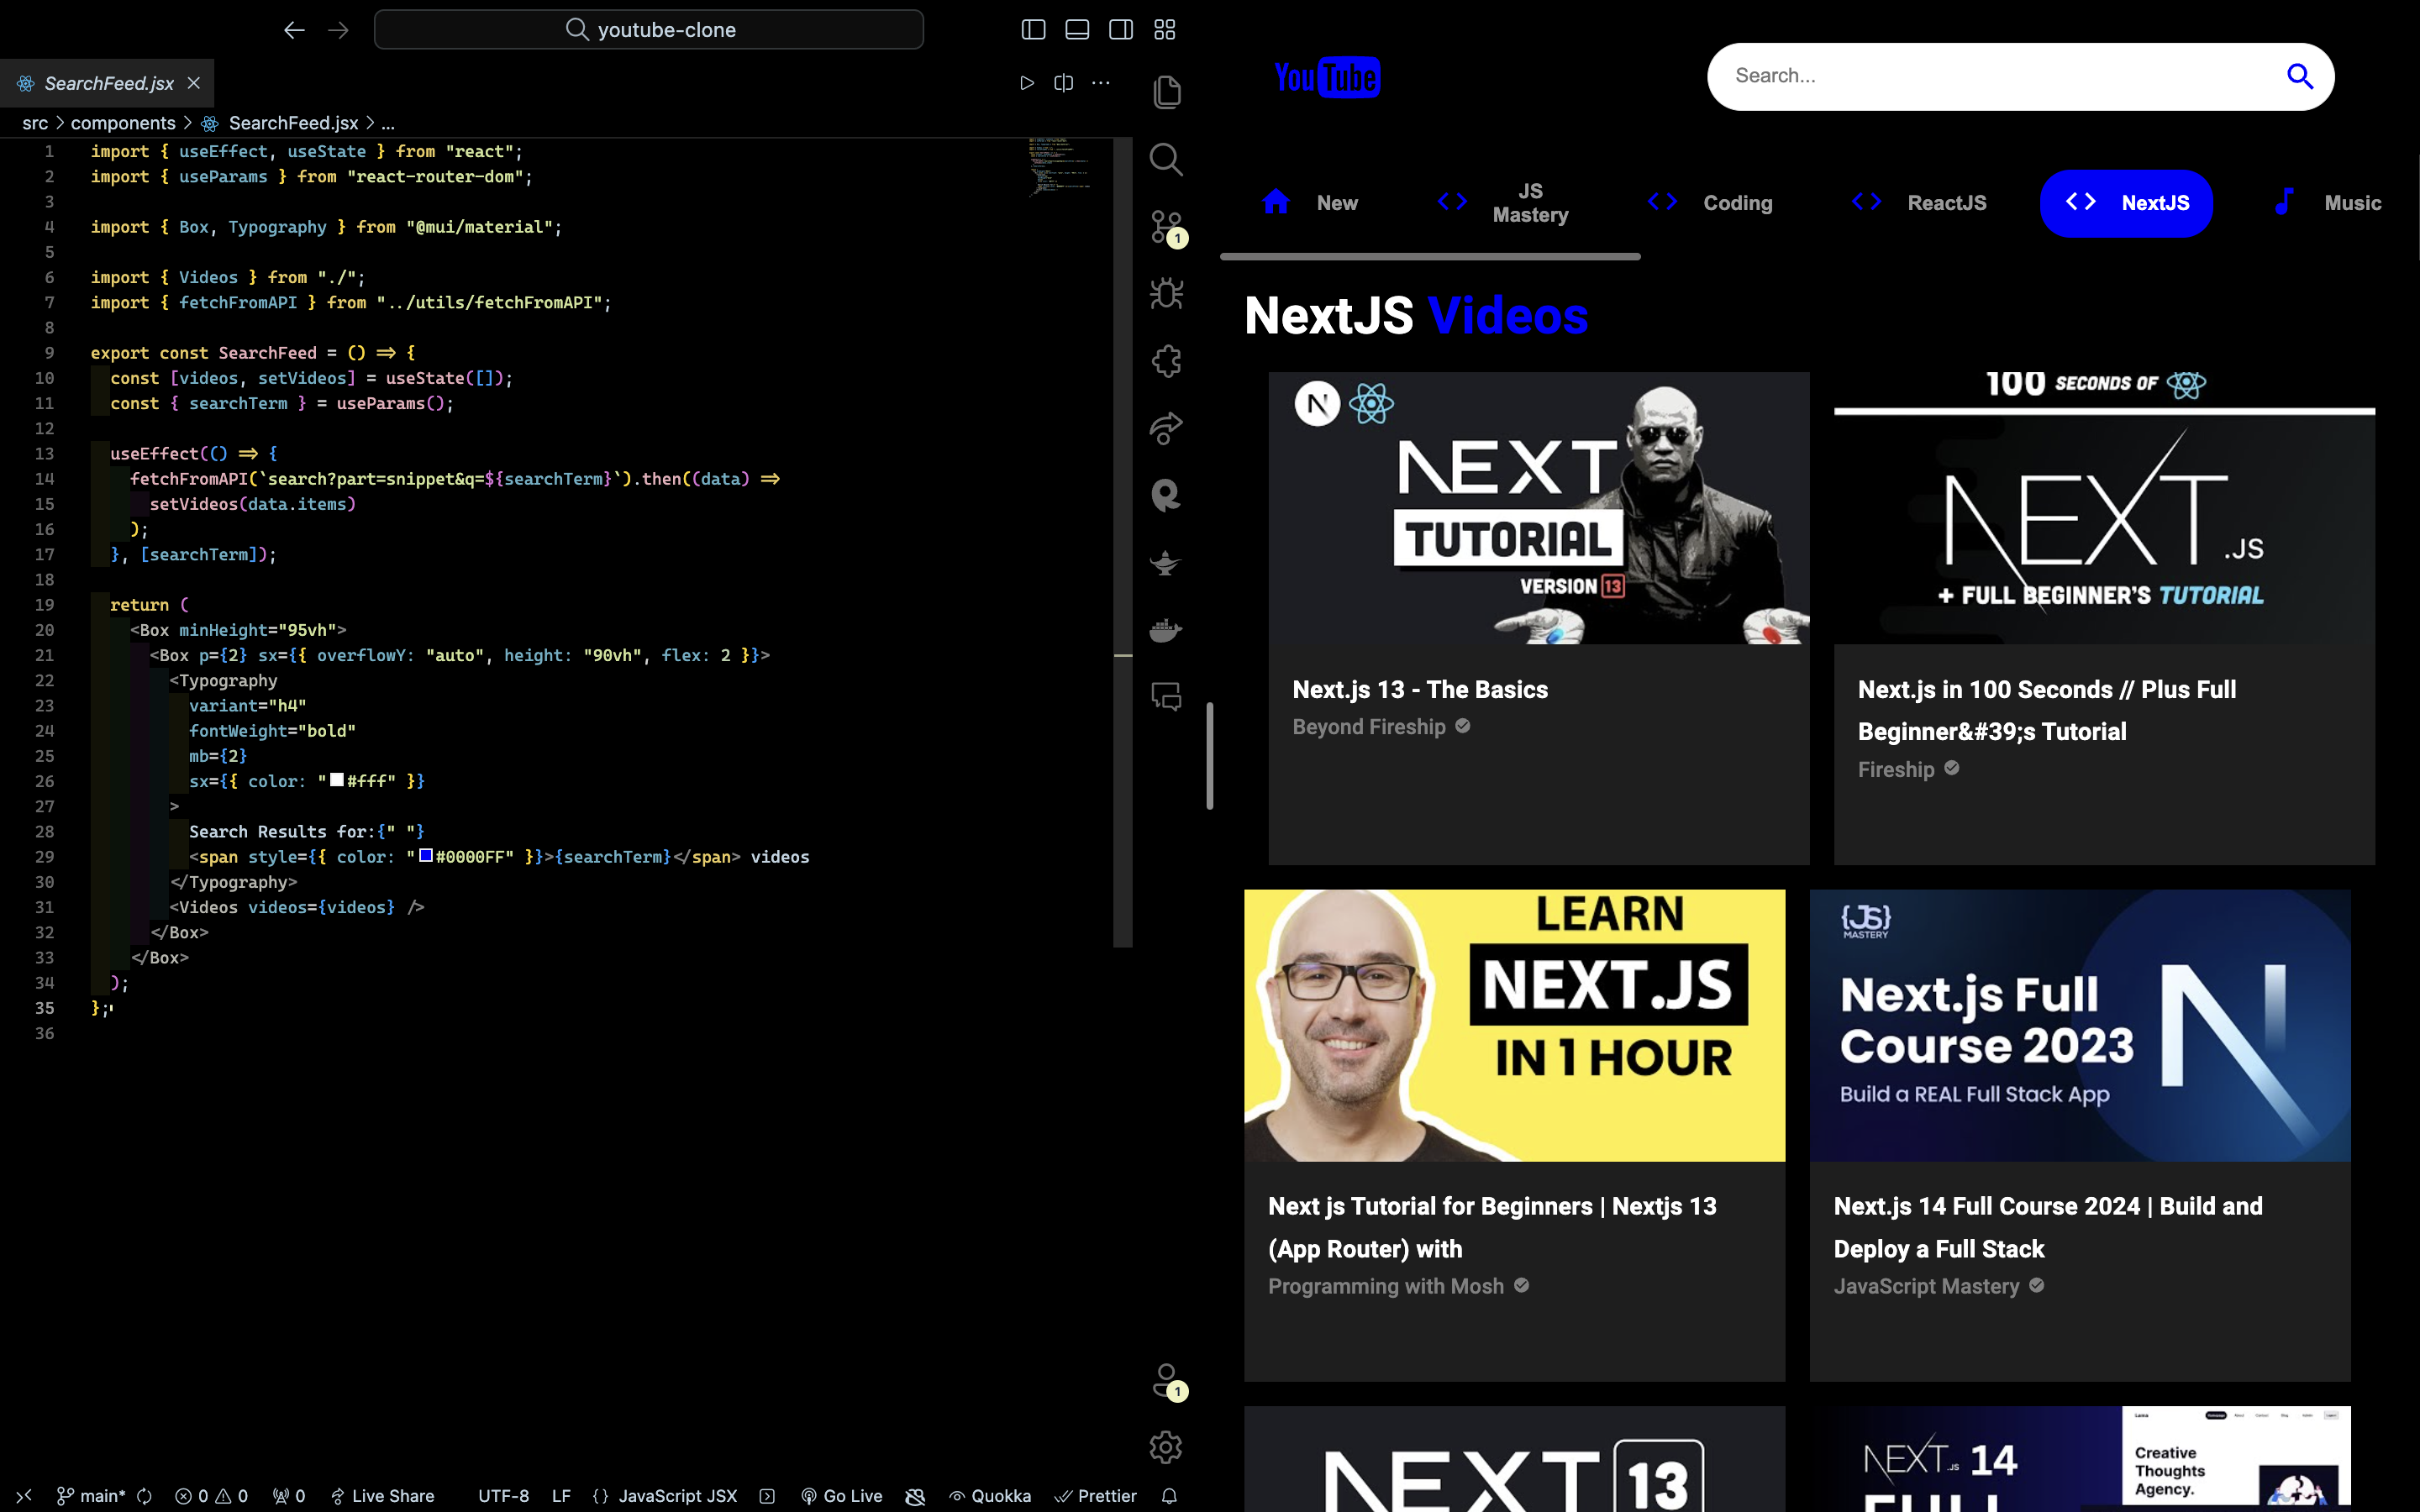 youtube-clone
SearchFeed.jsx
src > components > SearchFeed.jsx > ...
1 import { useEffect, useState } from "react";
2 import { useParams } from "react-router-dom";
3
4 import { Box, Typography } from "@mui/material";
5
6 import { Videos } from "./";
7 import { fetchFromAPI } from "../utils/fetchFromAPI";
8
9 export const SearchFeed = () => {
10 const [videos, setVideos] = useState([]);
11 const { searchTerm } = useParams();
12
13 useEffect(() => {
14 fetchFromAPI(`search?part=snippet&q=${searchTerm}`).then((data) =>
15 setVideos(data.items)
16 );
17 }, [searchTerm]);
18
19 return (
20 <Box minHeight="95vh">
21 <Box p={2} sx={{ overflowY: "auto", height: "90vh", flex: 2 }}>
22 <Typography
23 variant="h4"
24 fontWeight="bold"
25 mb={2}
26 sx={{ color: "#fff" }}
27 >
28 Search Results for:{" "}
29 <span style={{ color: "#0000FF" }}>{searchTerm}</span> videos
30 </Typography>
31 <Videos videos={videos} />
32 </Box>
33 </Box>
34 );
35 };
36
1
1
main* 0 0 0 Live Share UTF-8 LF {} JavaScript JSX Go Live Quokka Prettier
YouTube
Search...
New
JS Mastery
Coding
ReactJS
NextJS
Music
NextJS Videos
N
NEXT
TUTORIAL
VERSION 13
Next.js 13 - The Basics
Beyond Fireship
100 SECONDS OF
NEXT.JS
+ FULL BEGINNER'S TUTORIAL
Next.js in 100 Seconds // Plus Full
Beginner&#39;s Tutorial
Fireship
LEARN
NEXT.JS
IN 1 HOUR
Next js Tutorial for Beginners | Nextjs 13
(App Router) with
Programming with Mosh
{JS}
MASTERY
Next.js Full
Course 2023
Build a REAL Full Stack App
N
Next.js 14 Full Course 2024 | Build and
Deploy a Full Stack
JavaScript Mastery
NEXT 13
NEXT.JS 14
FULL
Creative
Thoughts
Agency.